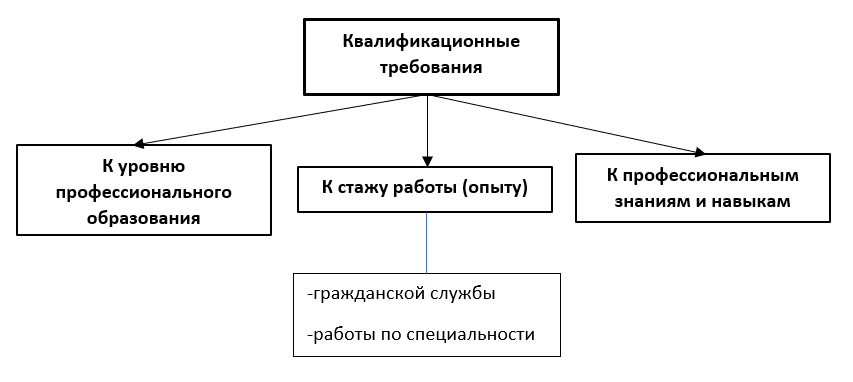 Квалификационные
требования
К уровню
профессионального
образования
К стажу работы (опыту)
К профессиональным
знаниям и навыкам
-гражданской службы
-работы по специальности